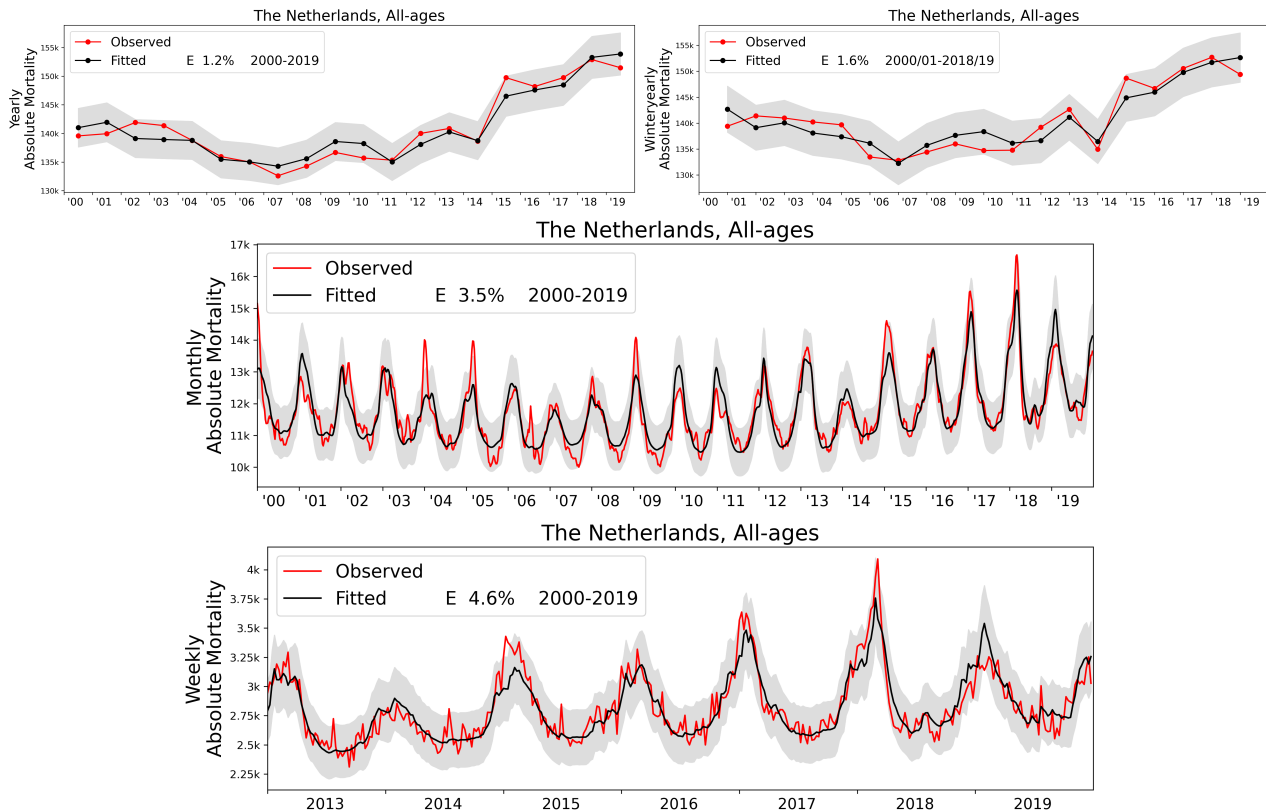 The Netherlands, All-ages
Yearly
Absolute Mortality
155k
150k
145k
140k
135k
130k
Observed
Fitted E 1.2% 2000-2019
'00 '01 '02 '03 '04 '05 '06 '07 '08 '09 '10 '11 '12 '13 '14 '15 '16 '17 '18 '19
The Netherlands, All-ages
Winteryearly
Absolute Mortality
155k
150k
145k
140k
135k
130k
Observed
Fitted E 1.6% 2000/01-2018/19
'00 '01 '02 '03 '04 '05 '06 '07 '08 '09 '10 '11 '12 '13 '14 '15 '16 '17 '18 '19
The Netherlands, All-ages
Monthly
Absolute Mortality
17k
16k
15k
14k
13k
12k
11k
10k
Observed
Fitted E 3.5% 2000-2019
'00 '01 '02 '03 '04 '05 '06 '07 '08 '09 '10 '11 '12 '13 '14 '15 '16 '17 '18 '19
The Netherlands, All-ages
Weekly
Absolute Mortality
4k
3.75k
3.5k
3.25k
3k
2.75k
2.5k
2.25k
Observed
Fitted E 4.6% 2000-2019
2013 2014 2015 2016 2017 2018 2019